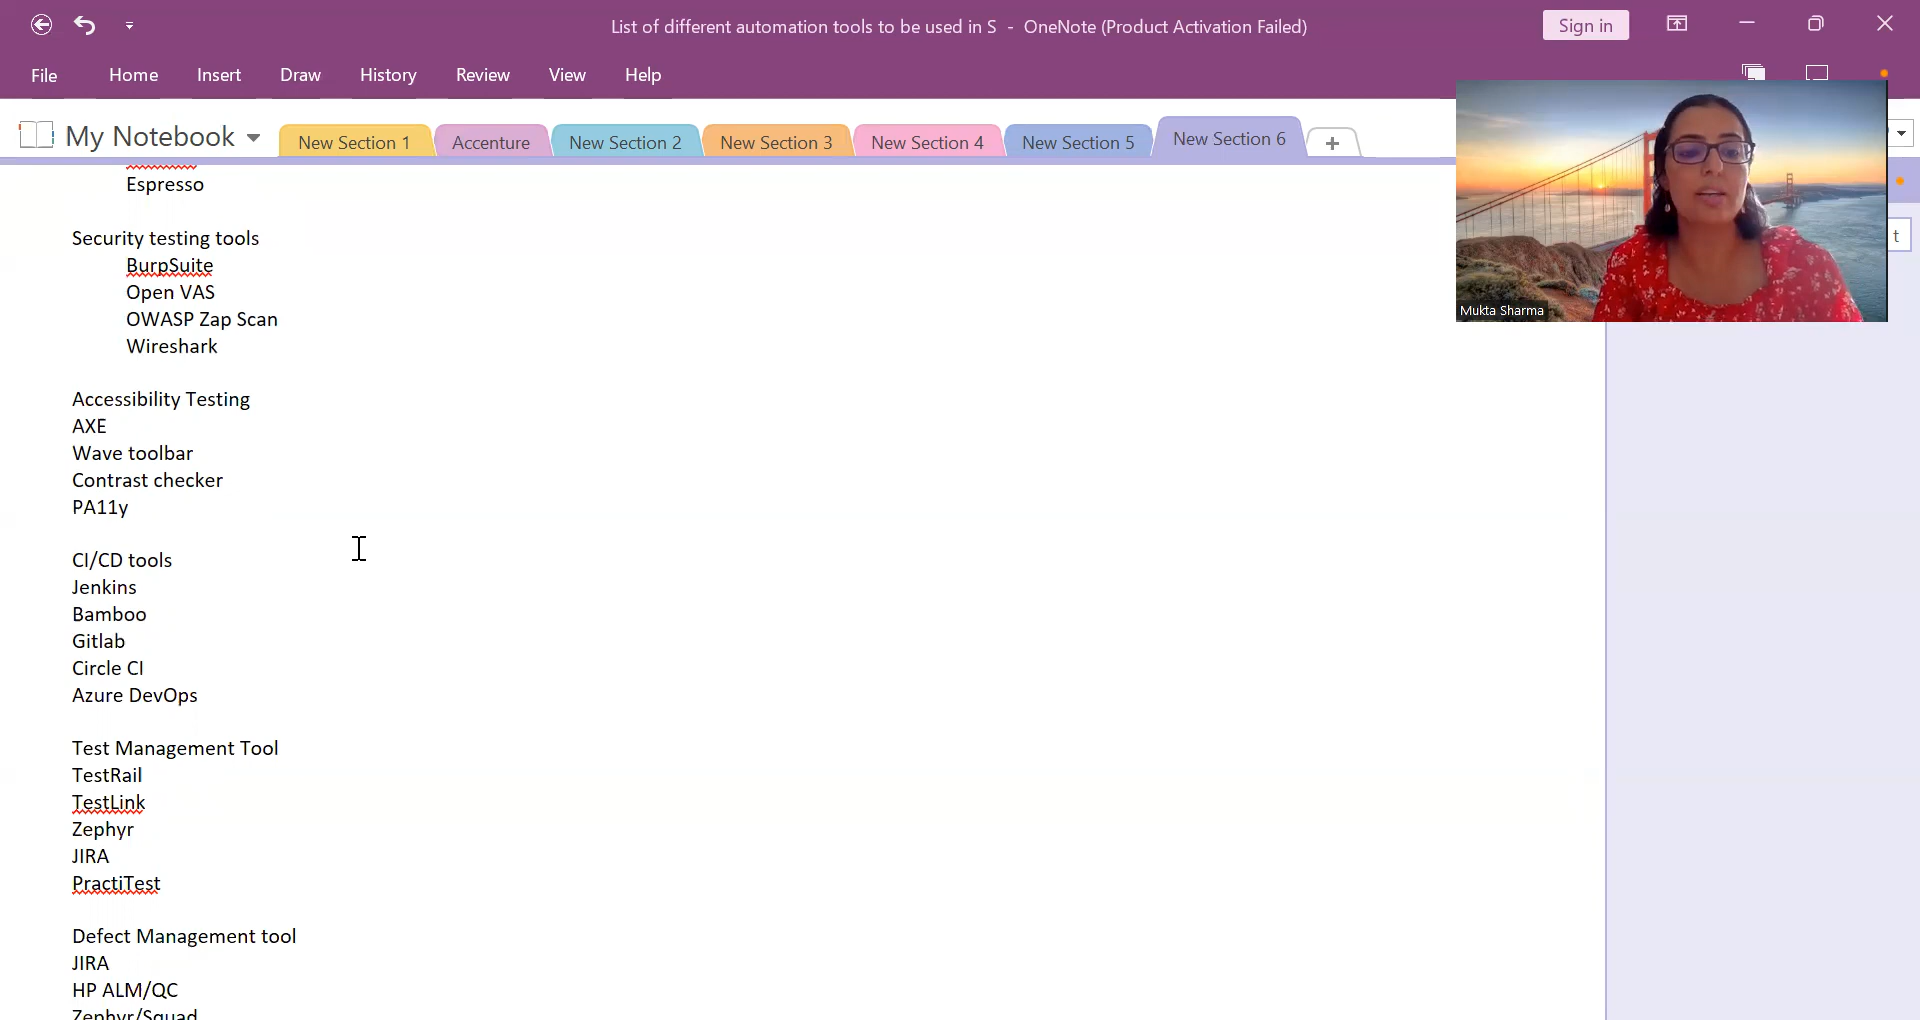 List of different automation tools to be used in S - OneNote (Product Activation Failed)
Sign in
File Home Insert Draw History Review View Help
My Notebook
New Section 1 Accenture New Section 2 New Section 3 New Section 4 New Section 5 New Section 6 +
t
Mukta Sharma
Espresso
Security testing tools
BurpSuite
Open VAS
OWASP Zap Scan
Wireshark
Accessibility Testing
AXE
Wave toolbar
Contrast checker
PA11y
CI/CD tools
Jenkins
Bamboo
Gitlab
Circle CI
Azure DevOps
Test Management Tool
TestRail
TestLink
Zephyr
JIRA
PractiTest
Defect Management tool
JIRA
HP ALM/QC
Zephyr/Squad